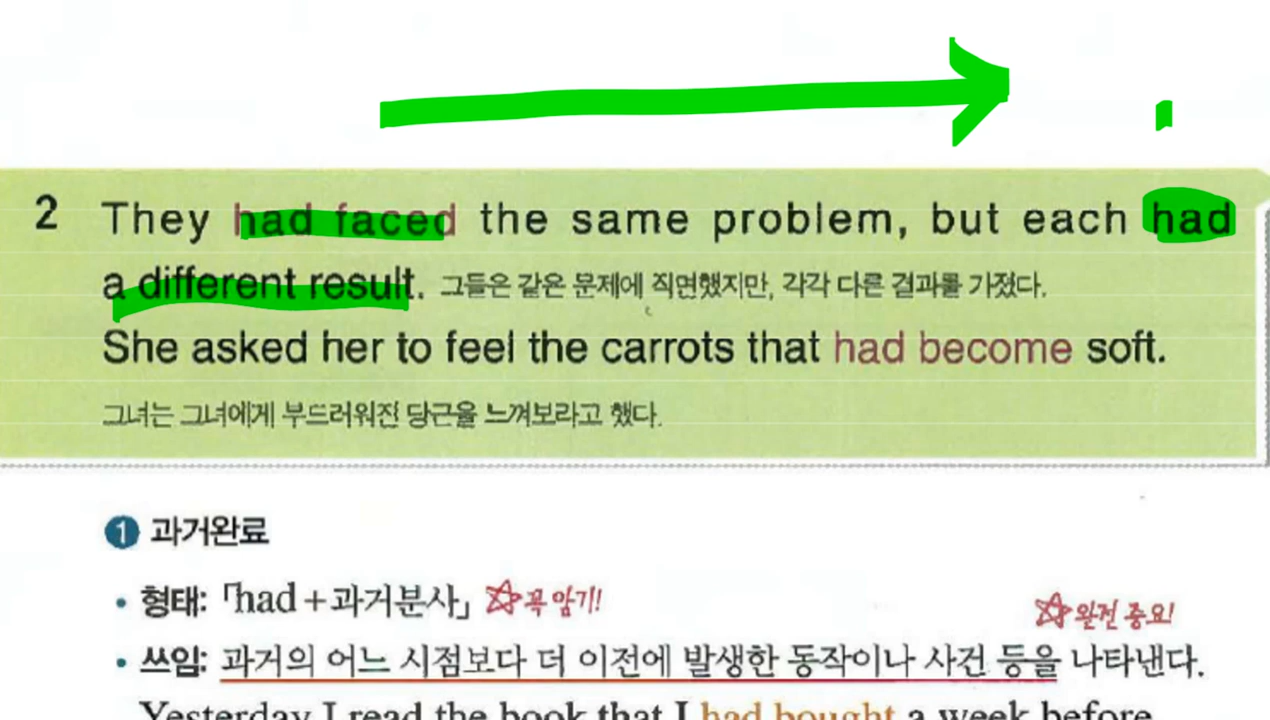 2 They had faced the same problem, but each had
a different result. 그들은 같은 문제에 직면했지만, 각각 다른 결과를 가졌다.
She asked her to feel the carrots that had become soft.
그녀는 그녀에게 부드러워진 당근을 느껴보라고 했다.
1 과거완료
• 형태: 「had+과거분사」 ☆꼭 암기!
☆완전 중요!
• 쓰임: 과거의 어느 시점보다 더 이전에 발생한 동작이나 사건 등을 나타낸다.
Yesterday I read the book that I had bought a week before